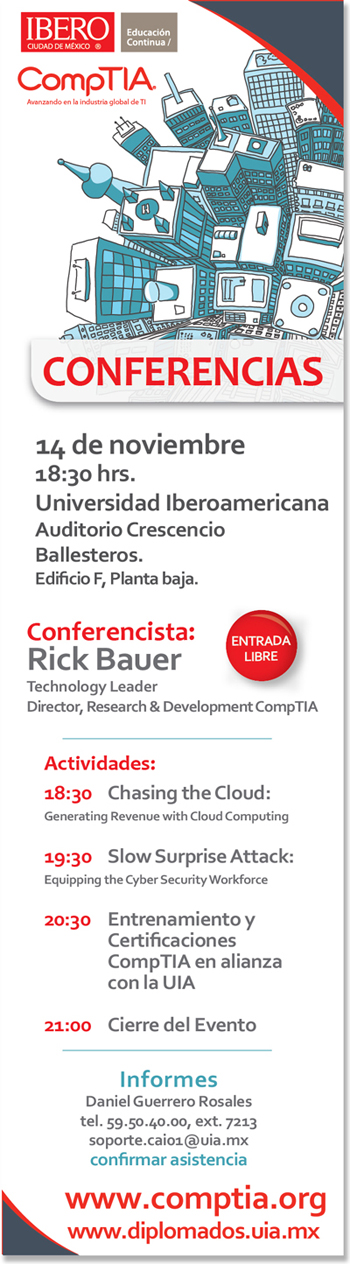 IBERO
CIUDAD DE MÉXICO ®
Educación
Continua /
CompTIA®
Avanzando en la industria global de TI
CONFERENCIAS
14 de noviembre
18:30 hrs.
Universidad Iberoamericana
Auditorio Crescencio
Ballesteros.
Edificio F, Planta baja.
Conferencista:
Rick Bauer
ENTRADA
LIBRE
Technology Leader
Director, Research & Development CompTIA
Actividades:
18:30 Chasing the Cloud:
Generating Revenue with Cloud Computing
19:30 Slow Surprise Attack:
Equipping the Cyber Security Workforce
20:30 Entrenamiento y
Certificaciones
CompTIA en alianza
con la UIA
21:00 Cierre del Evento
Informes
Daniel Guerrero Rosales
tel. 59.50.40.00, ext. 7213
soporte.caio1@uia.mx
confirmar asistencia
www.comptia.org
www.diplomados.uia.mx